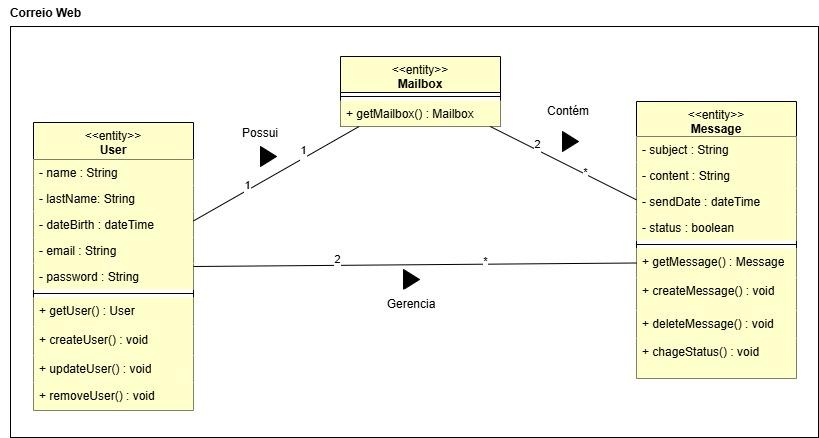 Correio Web
<<entity>>
Mailbox
+ getMailbox() : Mailbox
Possui
1
1
Contém
2
*
<<entity>>
User
- name : String
- lastName: String
- dateBirth : dateTime
- email : String
- password : String
+ getUser() : User
+ createUser() : void
+ updateUser() : void
+ removeUser() : void
2
*
Gerencia
<<entity>>
Message
- subject : String
- content : String
- sendDate : dateTime
- status : boolean
+ getMessage() : Message
+ createMessage() : void
+ deleteMessage() : void
+ chageStatus() : void